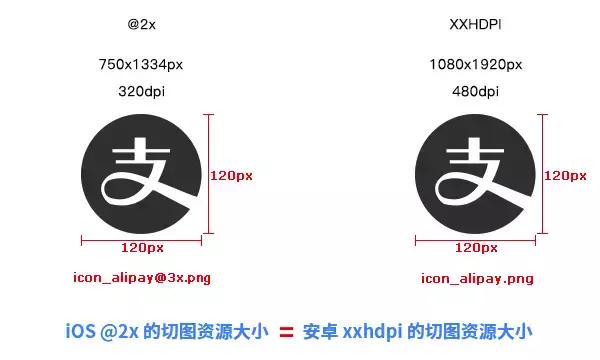 @2x XXHDPI
750x1334px 1080x1920px
320dpi 480dpi
支 支
120px 120px
120px 120px
icon_alipay@3x.png icon_alipay.png
iOS @2x 的切图资源大小 = 安卓 xxhdpi 的切图资源大小